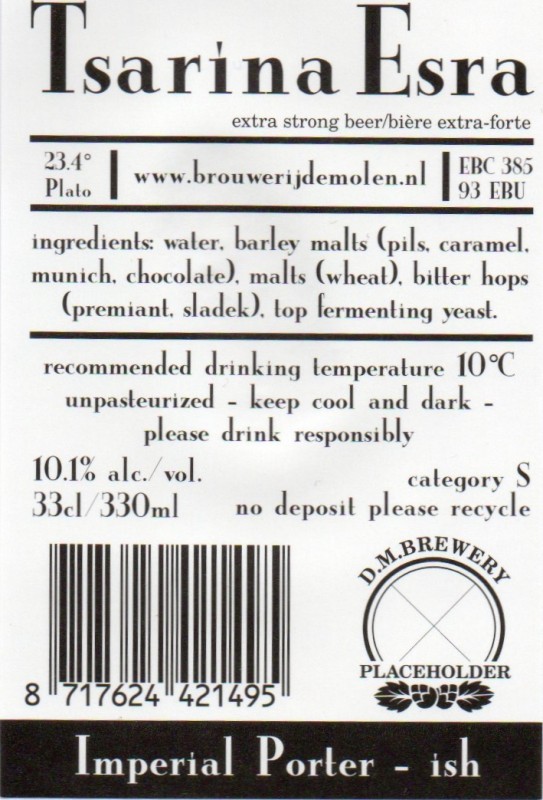 Tsarina Esra
extra strong beer/bière extra-forte
23.4°
Plato
www.brouwerijdemolen.nl
EBC 385
93 EBU
ingredients: water, barley malts (pils, caramel,
munich, chocolate), malts (wheat), bitter hops
(premiant, sladek), top fermenting yeast.
recommended drinking temperature 10°C
unpasteurized - keep cool and dark -
please drink responsibly
10.1% alc./vol.
33cl/330ml
category S
no deposit please recycle
D.M.BREWERY
PLACEHOLDER
8 717624 421495
Imperial Porter - ish